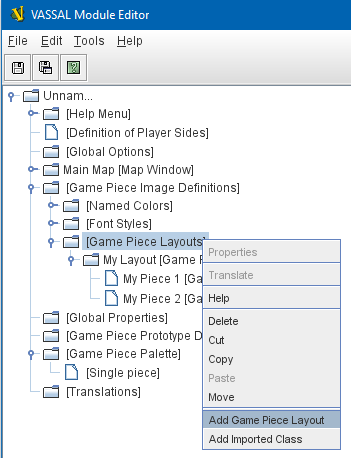 VASSAL Module Editor
File Edit Tools Help
Unnam...
[Help Menu]
[Definition of Player Sides]
[Global Options]
Main Map [Map Window]
[Game Piece Image Definitions]
[Named Colors]
[Font Styles]
[Game Piece Layouts]
My Layout [Game P
My Piece 1 [Ga
My Piece 2 [Ga
[Global Properties]
[Game Piece Prototype D
[Game Piece Palette]
[Single piece]
[Translations]
Properties
Translate
Help
Delete
Cut
Copy
Paste
Move
Add Game Piece Layout
Add Imported Class